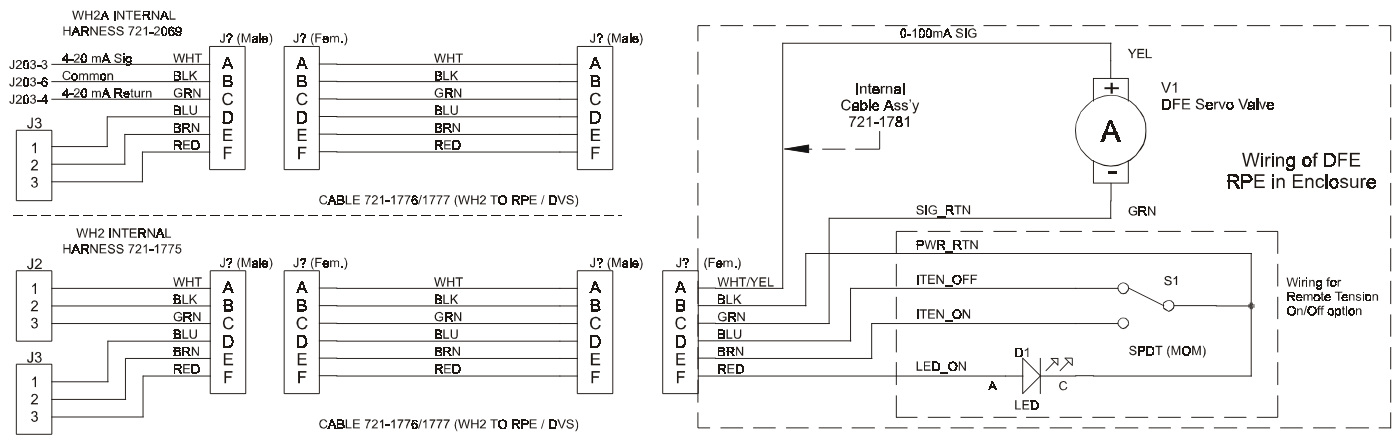 WH2A INTERNAL
HARNESS 721-2069
J? (Male)
J? (Fem.)
J? (Male)
J203-3 4-20 mA Sig WHT A
J203-6 Common BLK B
J203-4 4-20 mA Return GRN C
BLU D
BRN E
RED F
J3
1
2
3
A WHT A
B BLK B
C GRN C
D BLU D
E BRN E
F RED F
CABLE 721-1776/1777 (WH2 TO RPE / DVS)
WH2 INTERNAL
HARNESS 721-1775
J2
1
2
3
J3
1
2
3
J? (Male)
WHT A
BLK B
GRN C
BLU D
BRN E
RED F
J? (Fem.)
J? (Male)
A WHT A
B BLK B
C GRN C
D BLU D
E BRN E
F RED F
CABLE 721-1776/1777 (WH2 TO RPE / DVS)
J? (Fem.)
A WHT/YEL
B BLK
C GRN
D BLU
E BRN
F RED
0-100mA SIG
YEL
Internal
Cable Ass'y
721-1781
+
A
-
V1
DFE Servo Valve
Wiring of DFE
RPE in Enclosure
SIG_RTN
GRN
PWR_RTN
ITEN_OFF
S1
ITEN_ON
SPDT (MOM)
LED_ON
D1
A
C
LED
Wiring for
Remote Tension
On/Off option